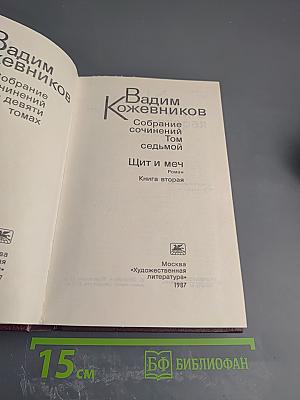 Вадим
Кожевников
Собрание
сочинений
в девяти
томах
Вадим
Кожевников
Собрание
сочинений
Том
седьмой
Щит и меч
Роман
Книга вторая
Москва
«Художественная
литература»
1987
15 см
БФ БИБЛИОФАН